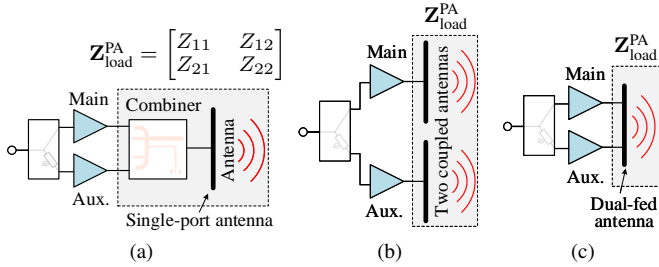 Z_load^PA = [Z11 Z12
Z21 Z22]
Main
Combiner
Antenna
Aux.
Single-port antenna
(a)
Z_load^PA
Main
Two coupled antennas
Aux.
(b)
Z_load^PA
Main
Aux.
Dual-fed
antenna
(c)